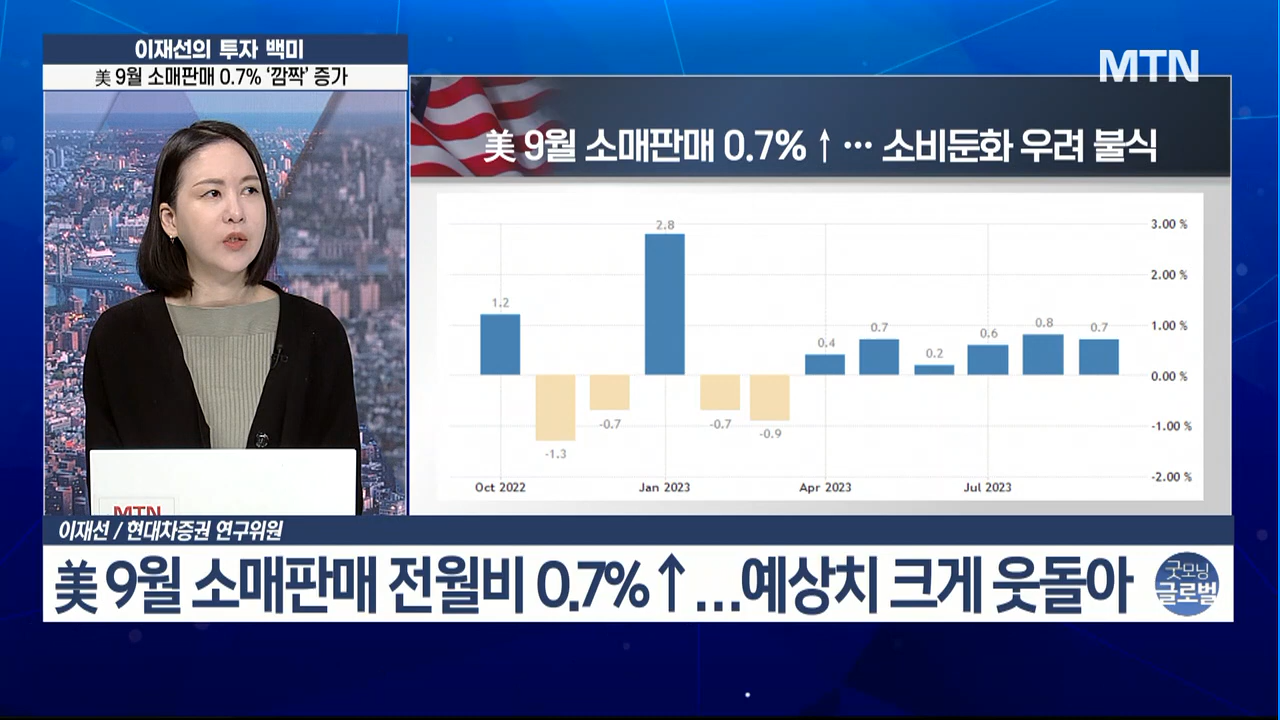 이재선의 투자 백미
美 9월 소매판매 0.7% ‘깜짝’ 증가
MTN
美 9월 소매판매 0.7%↑… 소비둔화 우려 불식
3.00 %
2.00 %
1.00 %
0.00 %
-1.00 %
-2.00 %
1.2
-1.3
-0.7
2.8
-0.7
-0.9
0.4
0.7
0.2
0.6
0.8
0.7
Oct 2022
Jan 2023
Apr 2023
Jul 2023
MTN
이재선 / 현대차증권 연구위원
美 9월 소매판매 전월비 0.7%↑…예상치 크게 웃돌아
굿모닝
글로벌